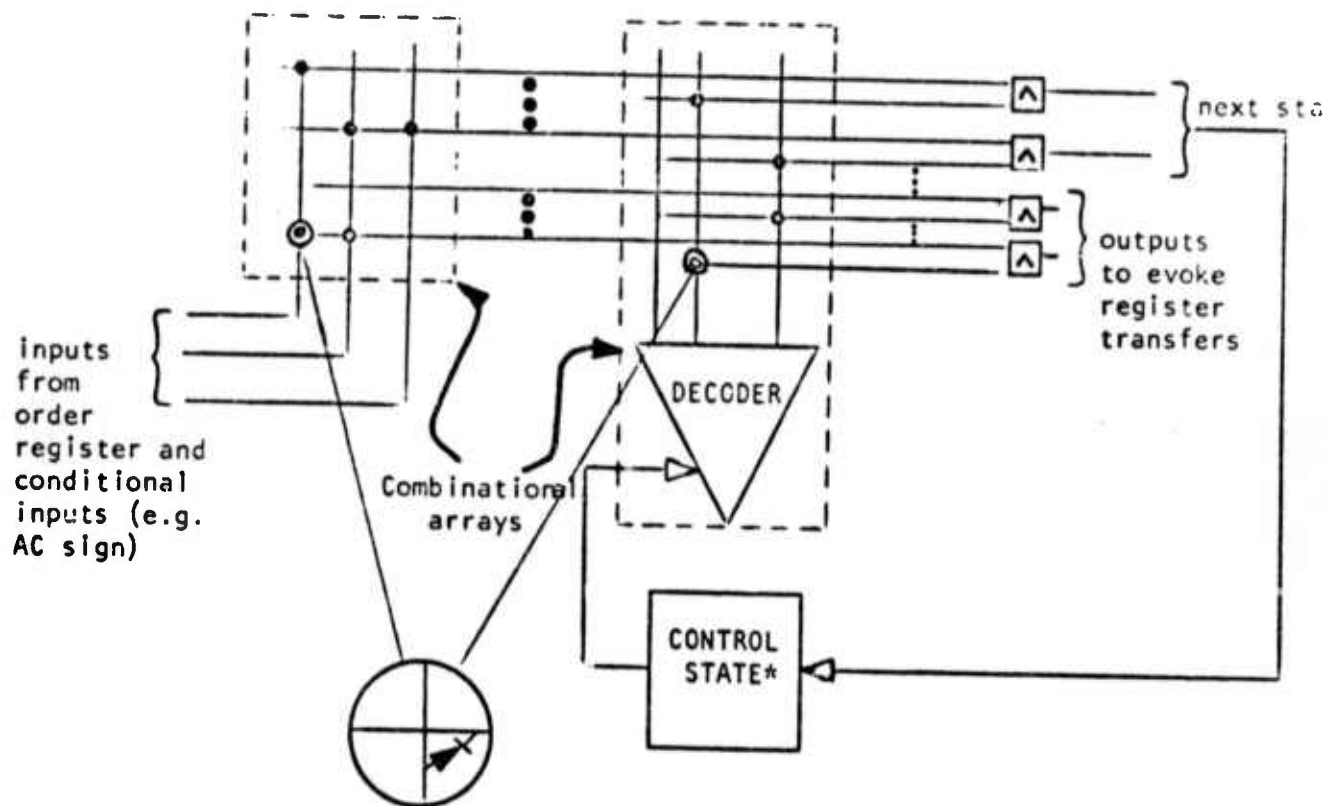 ^
^
^
^
next sta
outputs
to evoke
register
transfers
inputs
from
order
register and
conditional
inputs (e.g.
AC sign)
DECODER
Combinational
arrays
CONTROL
STATE*